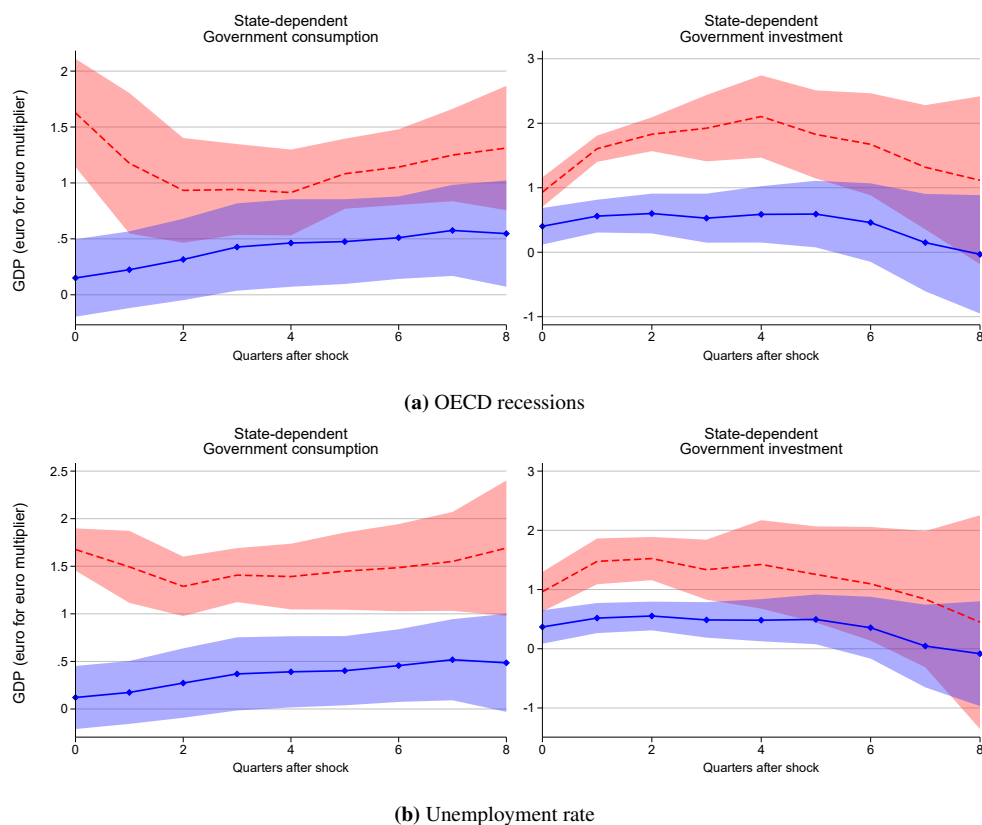 State-dependent
Government consumption
State-dependent
Government investment
GDP (euro for euro multiplier)
2
1.5
1
.5
0
0
2
4
6
8
Quarters after shock
3
2
1
0
-1
0
2
4
6
8
Quarters after shock
(a) OECD recessions
State-dependent
Government consumption
State-dependent
Government investment
GDP (euro for euro multiplier)
2.5
2
1.5
1
.5
0
0
2
4
6
8
Quarters after shock
3
2
1
0
-1
0
2
4
6
8
Quarters after shock
(b) Unemployment rate